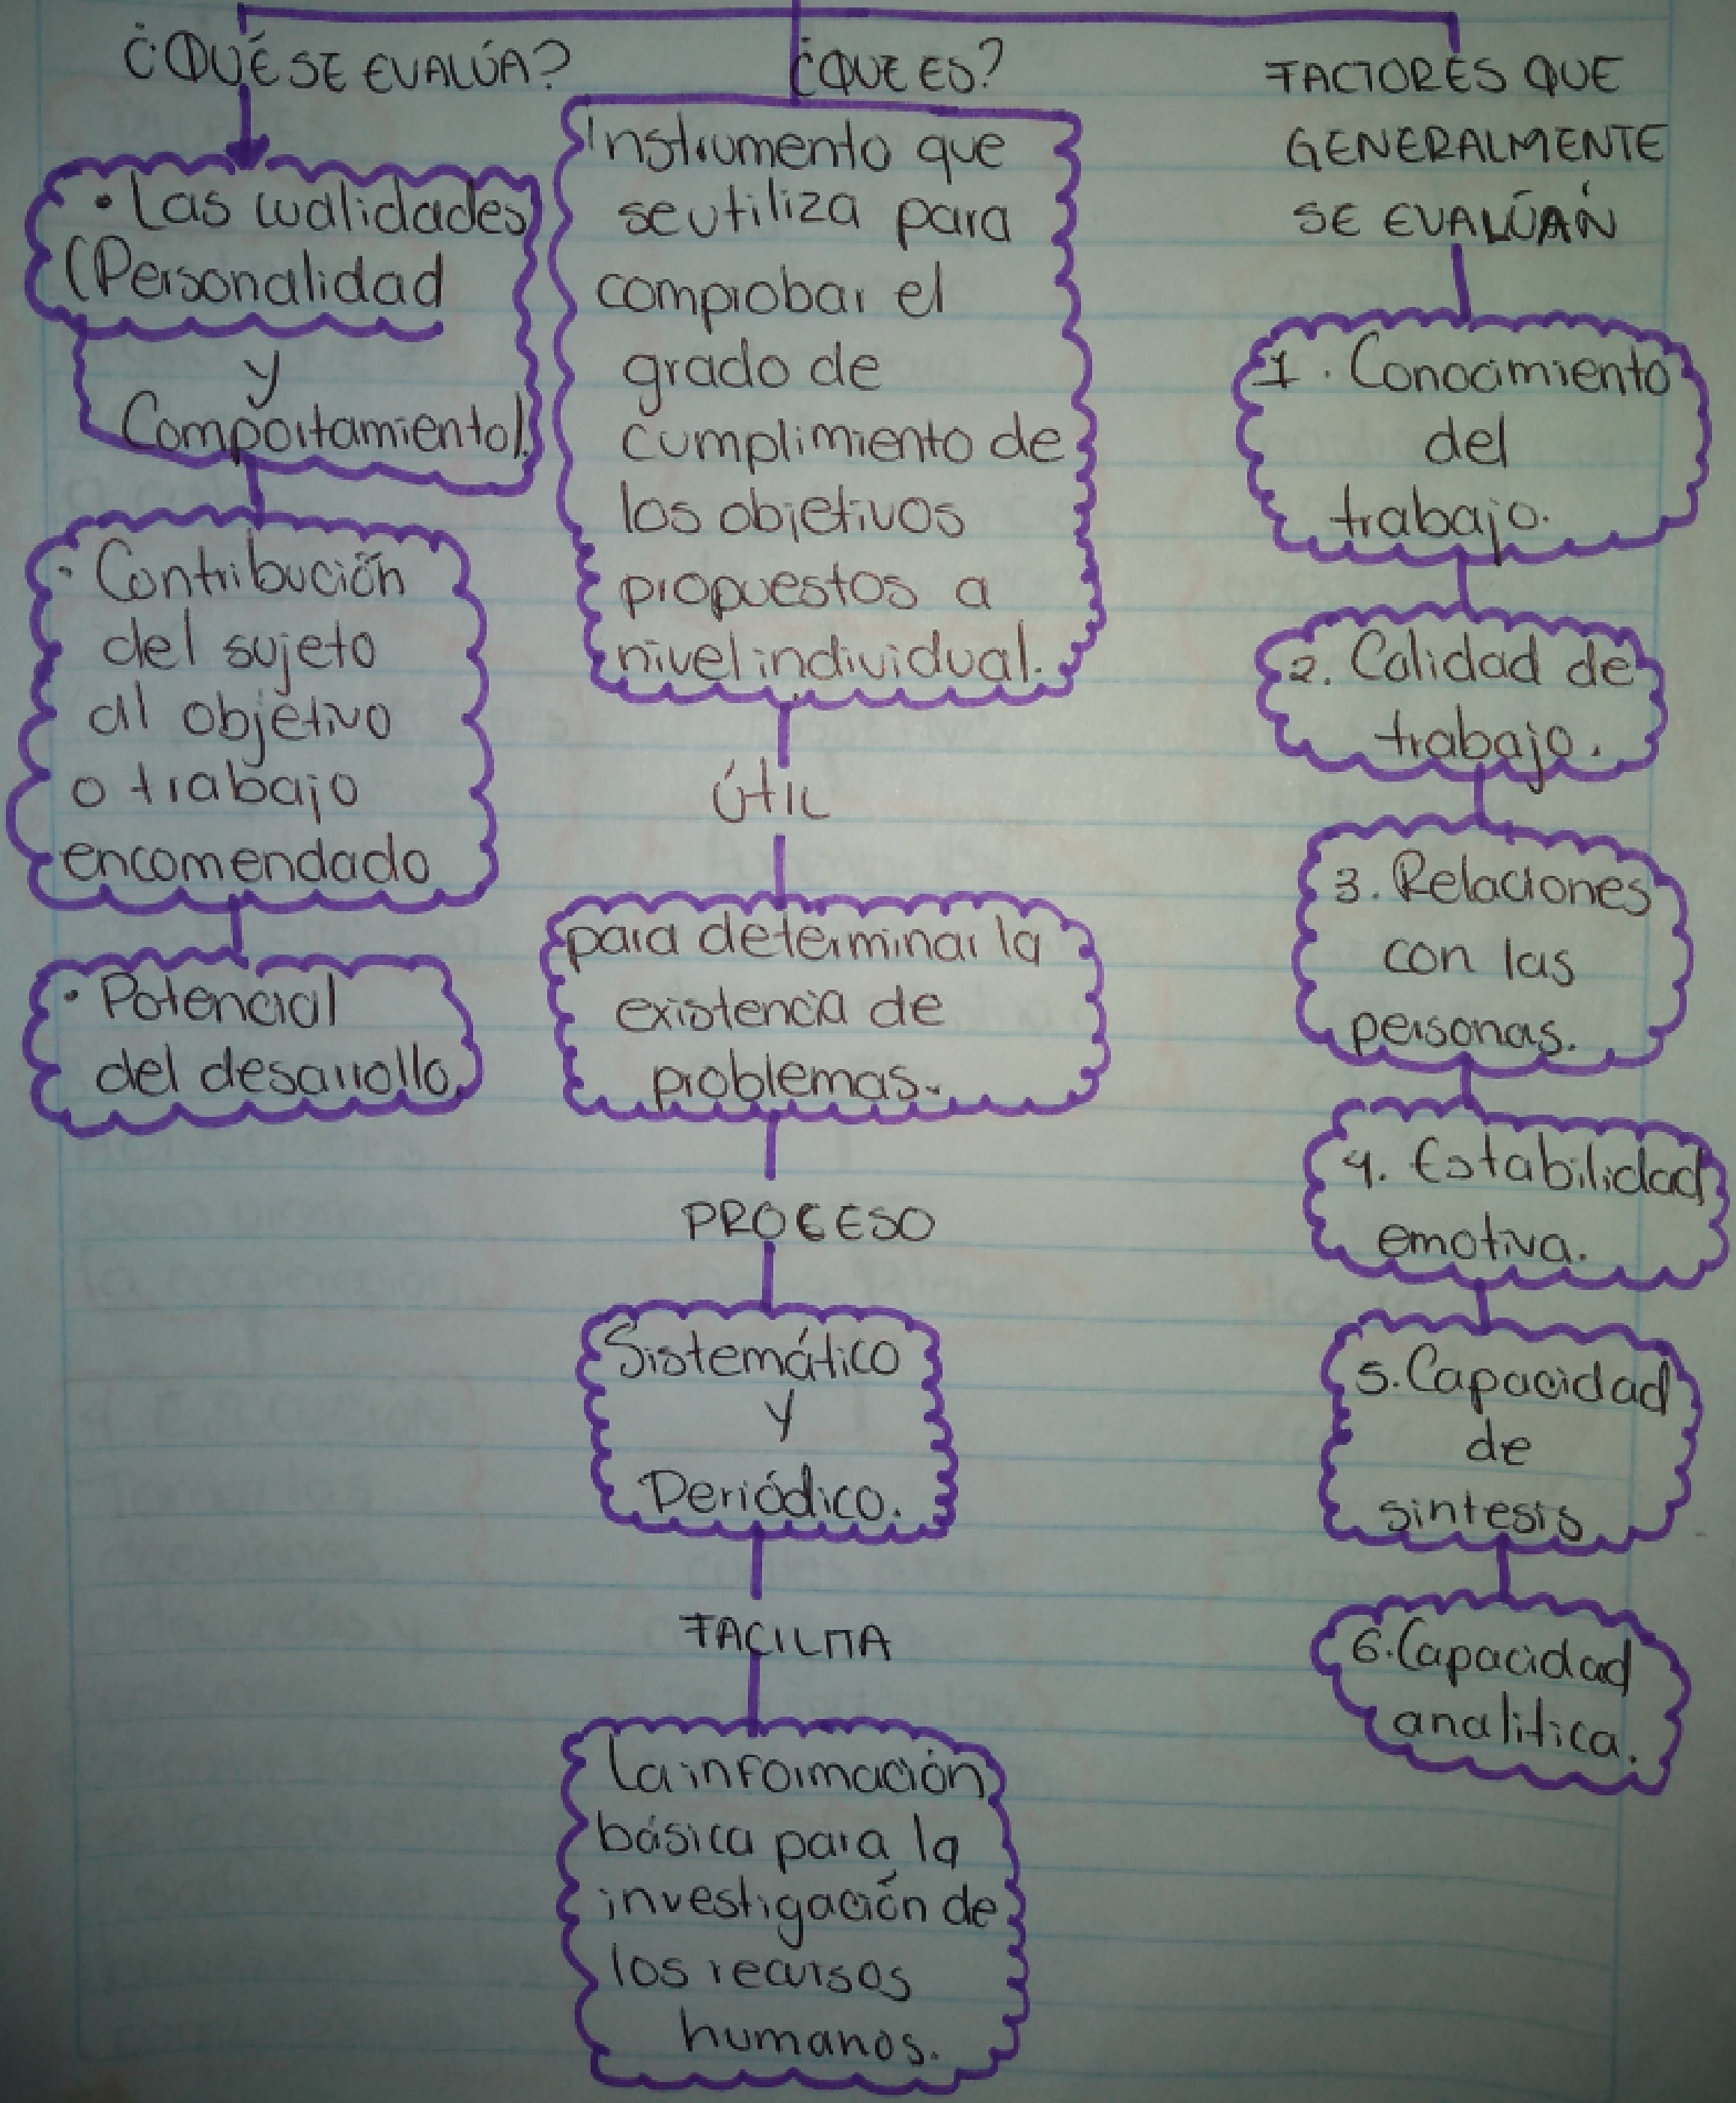 ¿QUÉ SE EVALÚA?
• Las cualidades
(Personalidad
y
Comportamiento).
• Contribución
del sujeto
al objetivo
o trabajo
encomendado
• Potencial
del desarrollo.
¿QUE ES?
Instrumento que
se utiliza para
comprobar el
grado de
cumplimiento de
los objetivos
propuestos a
nivel individual.
ÚTIL
para determinar la
existencia de
problemas.
PROCESO
Sistemático
y
Periódico.
FACILITA
La información
básica para la
investigación de
los recursos
humanos.
FACTORES QUE
GENERALMENTE
SE EVALÚAN
1. Conocimiento
del
trabajo.
2. Calidad de
trabajo.
3. Relaciones
con las
personas.
4. Estabilidad
emotiva.
5. Capacidad
de
sintesis
6. Capacidad
analitica.